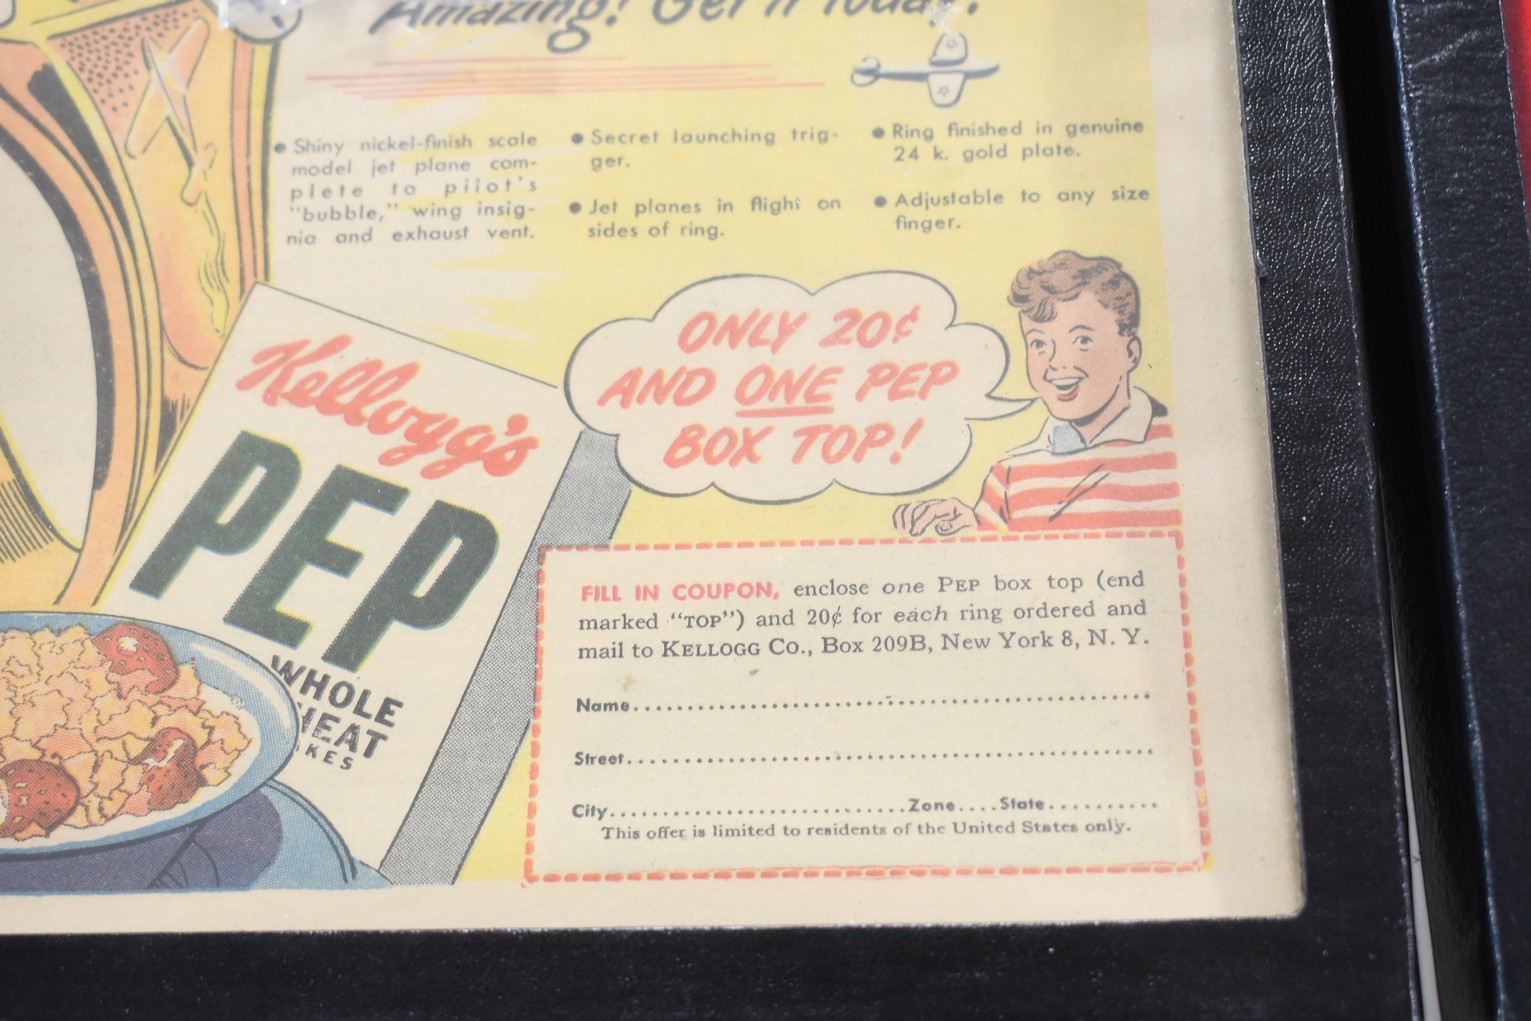 Amazing! Get it Today!
● Shiny nickel-finish scale
model jet plane com-
plete to pilot's
"bubble," wing insig-
nia and exhaust vent.
● Secret launching trig-
ger.
● Jet planes in flight on
sides of ring.
● Ring finished in genuine
24 k. gold plate.
● Adjustable to any size
finger.
ONLY 20¢
AND ONE PEP
BOX TOP!
Kellogg's
PEP
WHOLE
HEAT
KES
FILL IN COUPON, enclose one PEP box top (end
marked "TOP") and 20¢ for each ring ordered and
mail to KELLOGG CO., Box 209B, New York 8, N. Y.
Name
Street
City Zone State
This offer is limited to residents of the United States only.